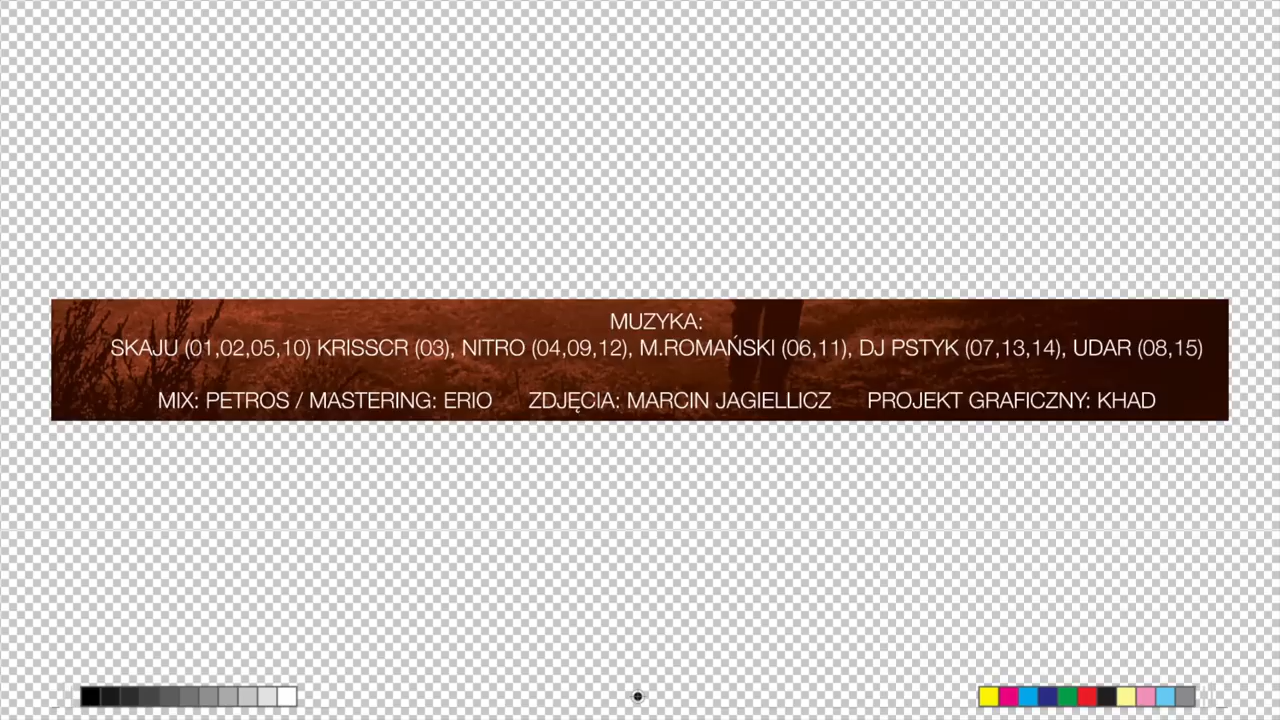 MUZYKA:
SKAJU (01,02,05,10) KRISSCR (03), NITRO (04,09,12), M.ROMAŃSKI (06,11), DJ PSTYK (07,13,14), UDAR (08,15)
MIX: PETROS / MASTERING: ERIO ZDJĘCIA: MARCIN JAGIELLICZ PROJEKT GRAFICZNY: KHAD